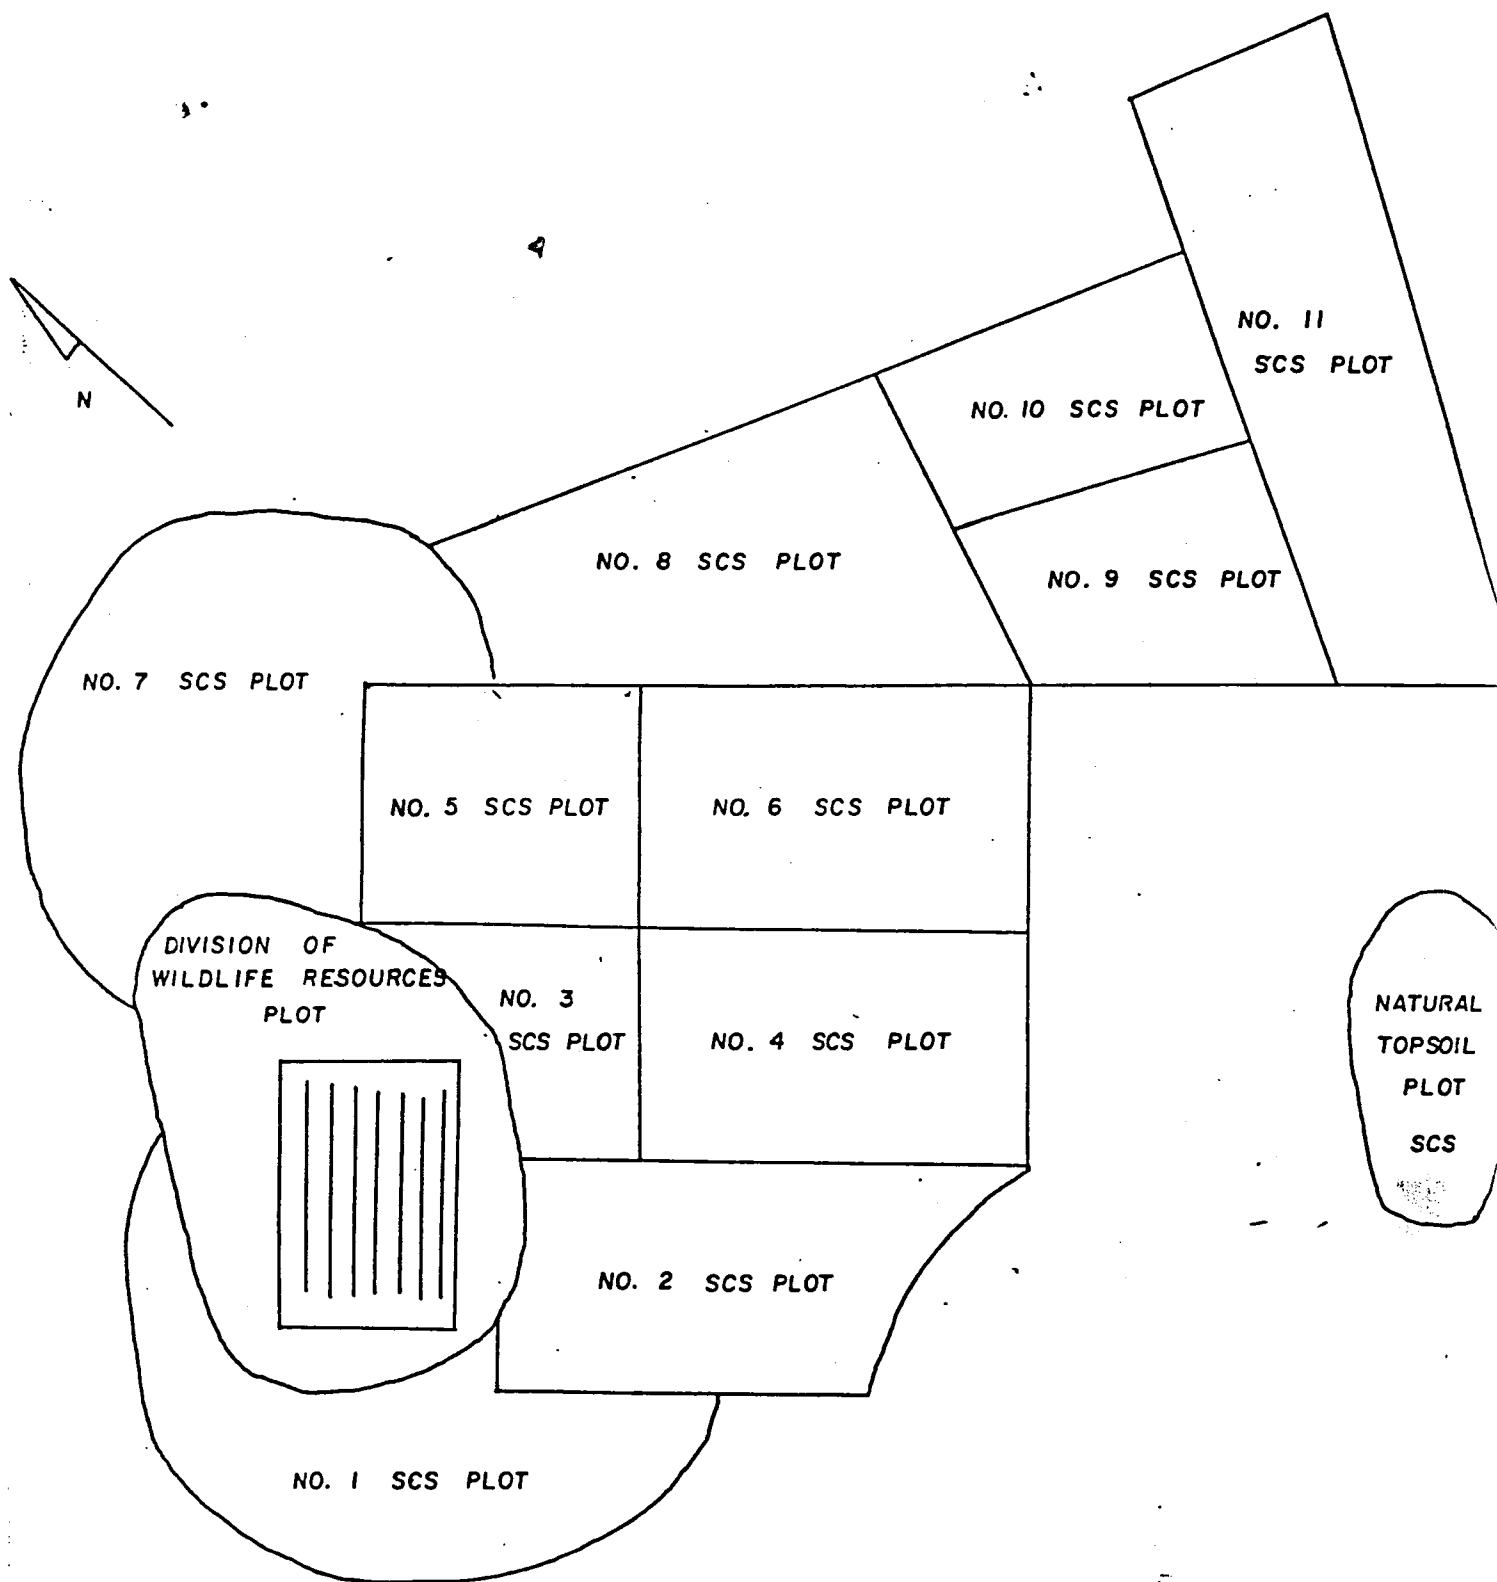 NO. 11
SCS PLOT
N
NO. 10 SCS PLOT
NO. 8 SCS PLOT
NO. 9 SCS PLOT
NO. 7 SCS PLOT
NO. 5 SCS PLOT
NO. 6 SCS PLOT
DIVISION OF
WILDLIFE RESOURCES
PLOT
NO. 3
SCS PLOT
NO. 4 SCS PLOT
NATURAL
TOPSOIL
PLOT
SCS
NO. 2 SCS PLOT
NO. 1 SCS PLOT